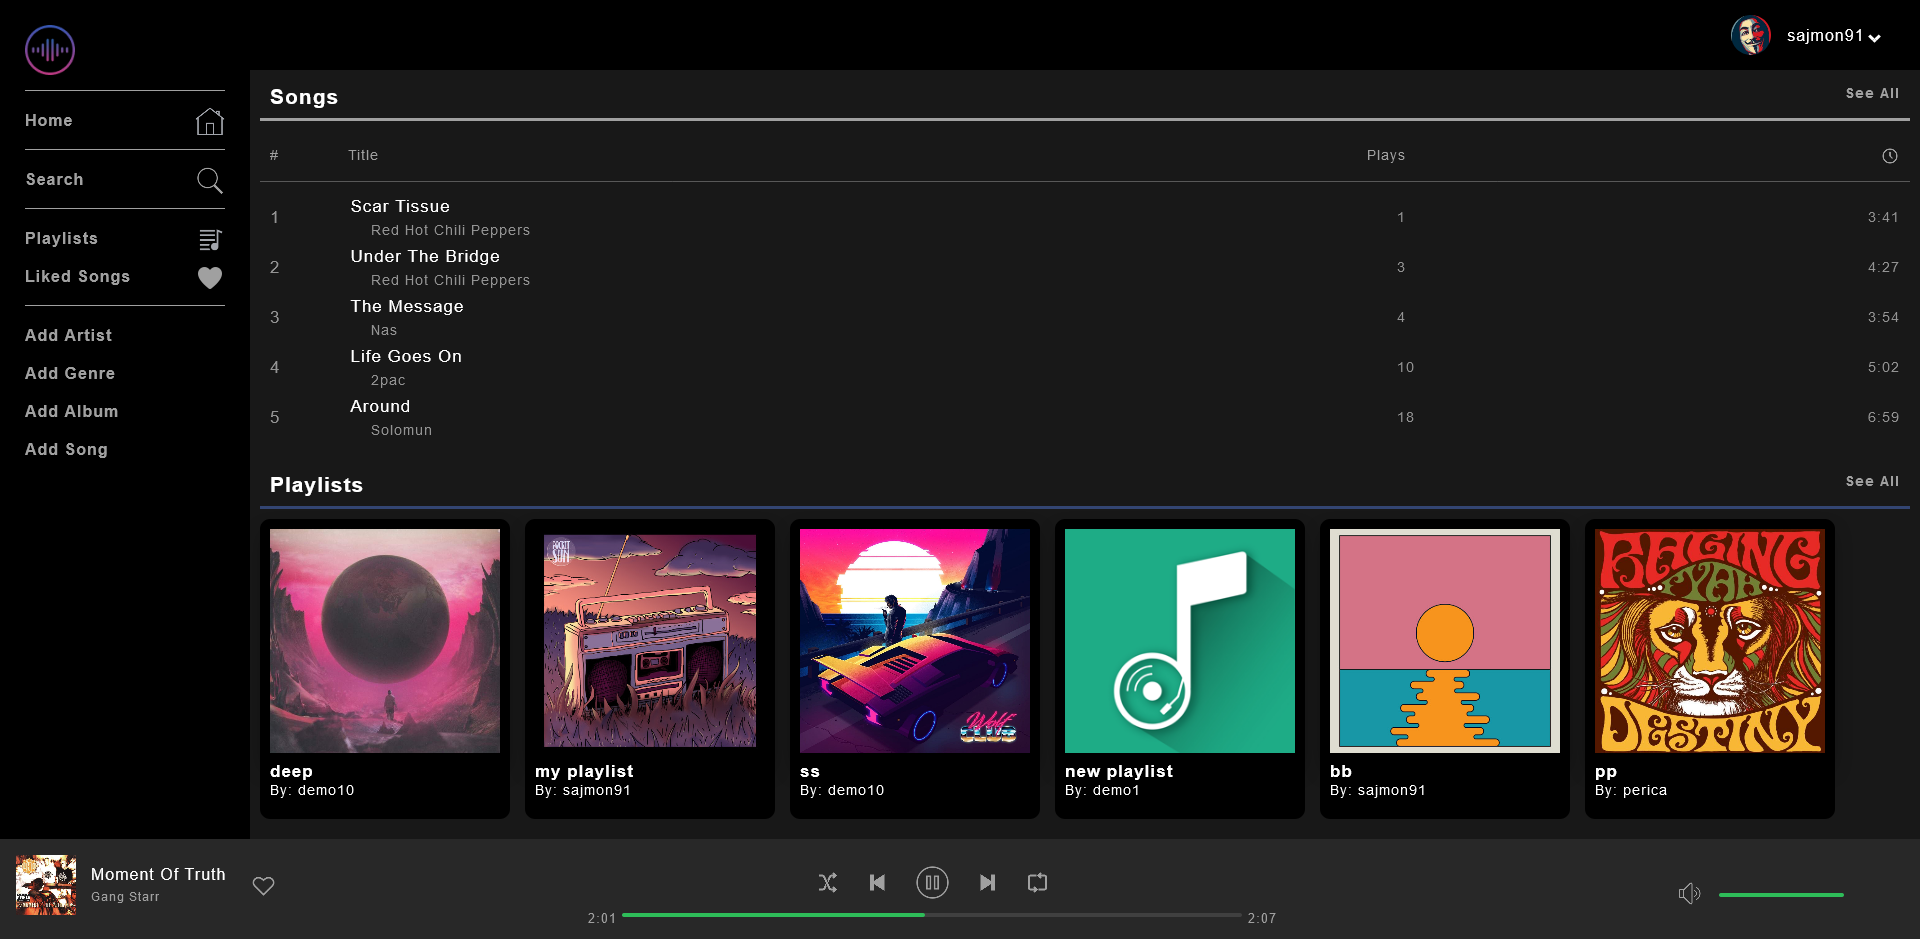 sajmon91
Home
Search
Playlists
Liked Songs
Add Artist
Add Genre
Add Album
Add Song
Songs
See All
# Title Plays
1 Scar Tissue 1 3:41
Red Hot Chili Peppers
2 Under The Bridge 3 4:27
Red Hot Chili Peppers
3 The Message 4 3:54
Nas
4 Life Goes On 10 5:02
2pac
5 Around 18 6:59
Solomun
Playlists
See All
deep
By: demo10
my playlist
By: sajmon91
Wolf
CLUB
ss
By: demo10
new playlist
By: demo1
bb
By: sajmon91
RAGING
FYAH
DESTINY
pp
By: perica
Moment Of Truth
Gang Starr
2:01
2:07